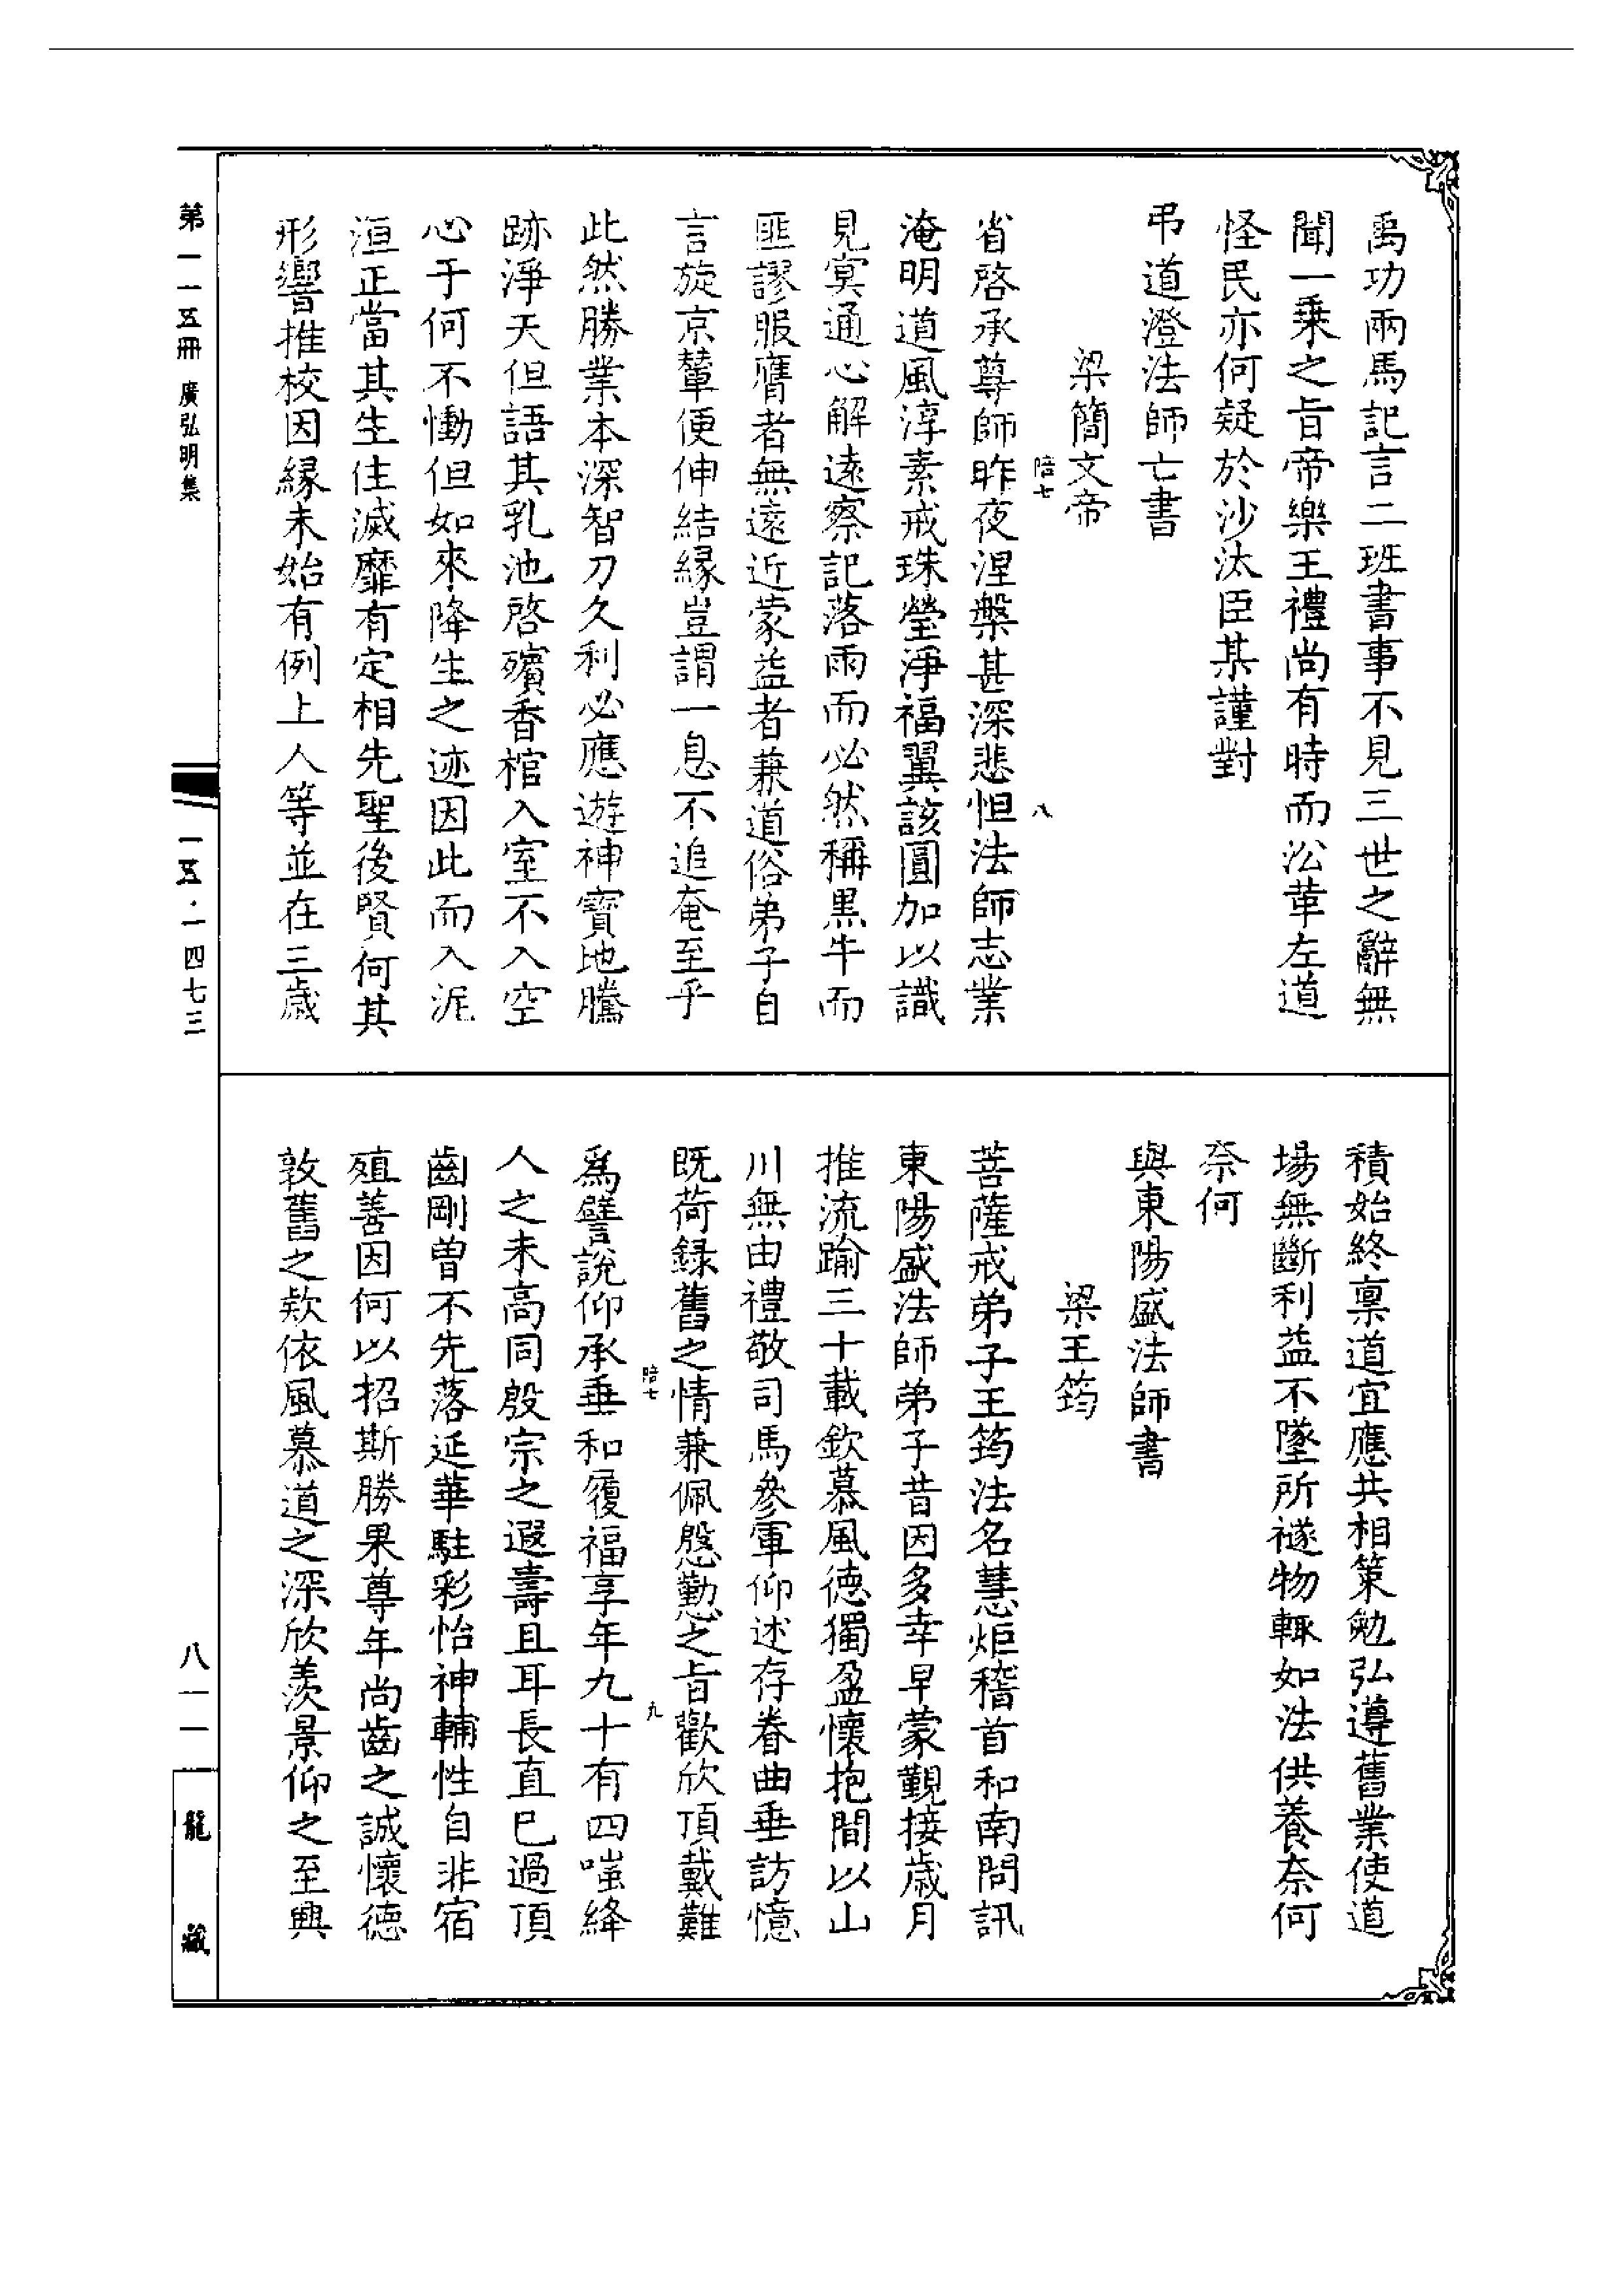 禹功兩馬記言二班書事不見三世之辭無
聞一乗之旨帝樂王禮尚有時而訟華左道
怪民亦何疑於沙汰臣某謹對
弔道澄法師亡書
梁簡文帝
陪七
八
省啓承尊師昨夜涅槃甚深悲怛法師志業
淹明道風淳素戒珠瑩淨福翼該圓加以識
見冥通心解遠察記落雨而必然稱黒牛而
匪謬服膺者無遠近蒙益者兼道俗弟子自
言旋京輦便伸結緣豈謂一息不追奄至乎
此然勝業本深智刀久利必應遊神寶地騰
跡淨天但語其乳池啓殯香棺入室不入空
心于何不慟但如來降生之迹因此而入泥
洹正當其生住滅靡有定相先聖後賢何其
形響推校因緣未始有例上人等並在三歲
積始終稟道宜應共相策勉弘遵舊業使道
場無斷利益不墜所襚物輒如法供養奈何
奈何
與東陽盛法師書
梁王筠
菩薩戒弟子王筠法名慧炬稽首和南問訊
東陽盛法師弟子昔因多幸早蒙覲接歲月
推流踰三十載欽慕風德獨盈懷抱間以山
川無由禮敬司馬參軍仰述存眷曲垂訪憶
既荷録舊之情兼佩慇懃之旨歡欣頂戴難
陪七
九
爲譬說仰承垂和履福享年九十有四嗤絳
人之未高同殷宗之遐壽且耳長直巳過頂
齒剛曾不先落延華駐彩怡神輔性自非宿
殖善因何以招斯勝果尊年尚齒之誠懷德
敦舊之欵依風慕道之深欣羡景仰之至興
第一一五冊 廣弘明集
一五·一四七三
八一一
龍藏